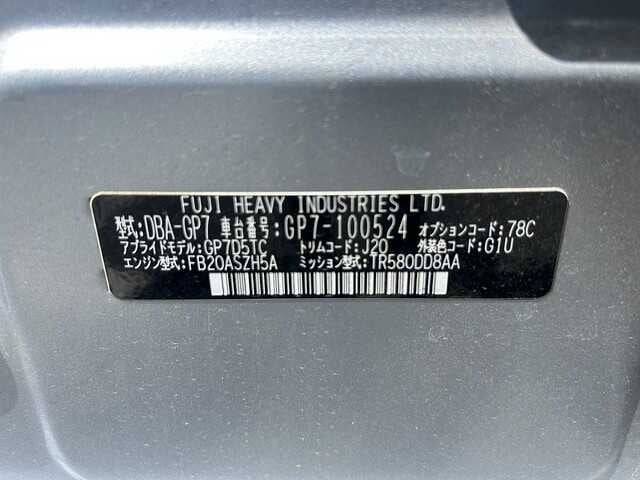 FUJI HEAVY INDUSTRIES LTD.
型式:DBA-GP7 車台番号:GP7-100524 オプションコード:78C
アプライドモデル:GP7D5TC トリムコード:J20 外装色コード:G1U
エンジン型式:FB20ASZH5A ミッション型式:TR580DD8AA